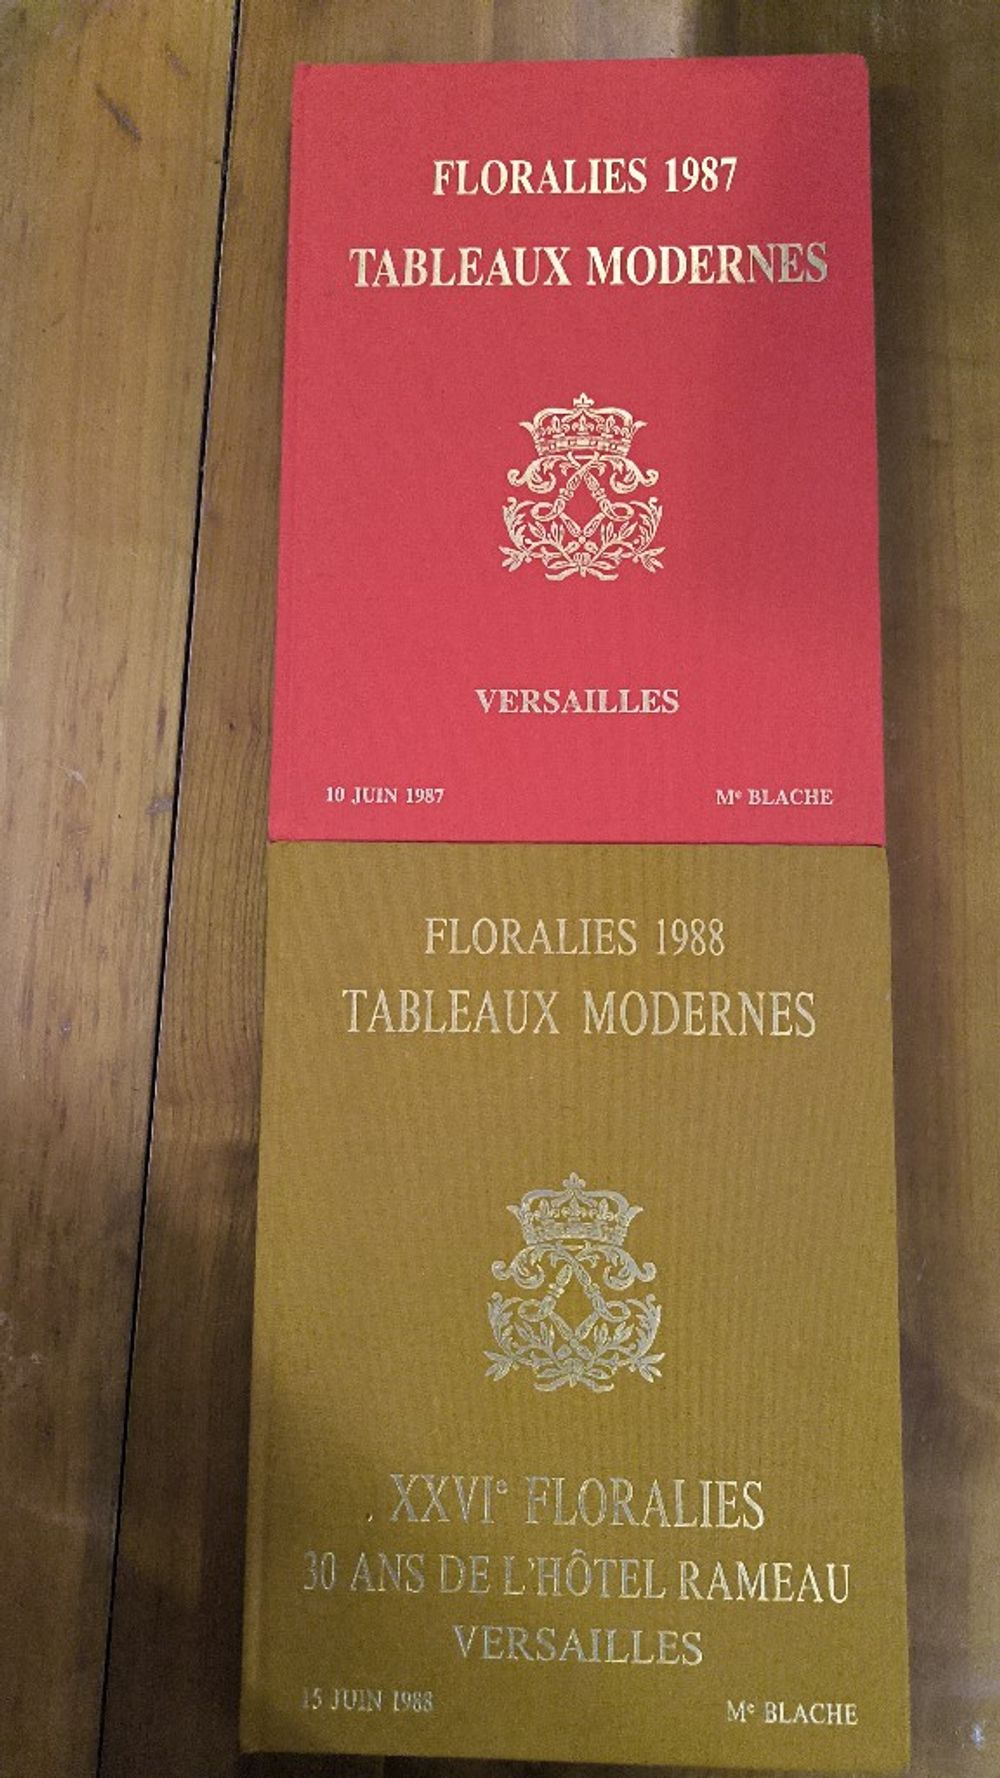 FLORALIES 1987
TABLEAUX MODERNES
VERSAILLES
10 JUIN 1987 Me BLACHE
FLORALIES 1988
TABLEAUX MODERNES
XXVIe FLORALIES
30 ANS DE L'HÔTEL RAMEAU
VERSAILLES
15 JUIN 1988 Me BLACHE